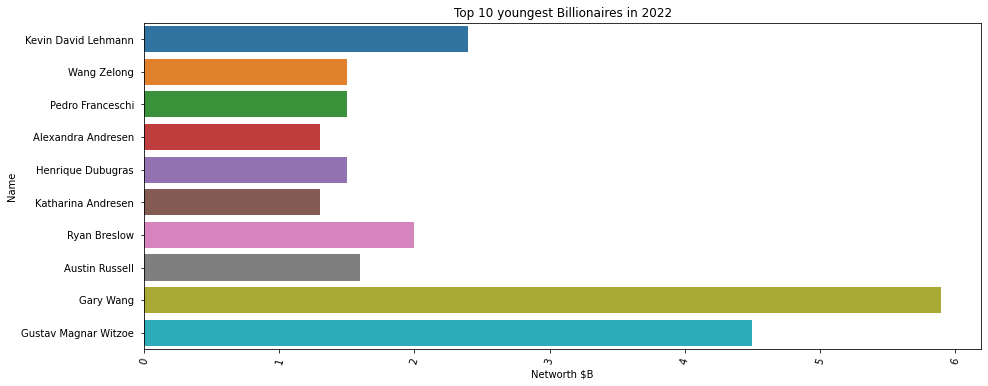 Top 10 youngest Billionaires in 2022
Name
Kevin David Lehmann
Wang Zelong
Pedro Franceschi
Alexandra Andresen
Henrique Dubugras
Katharina Andresen
Ryan Breslow
Austin Russell
Gary Wang
Gustav Magnar Witzoe
0 1 2 3 4 5 6
Networth $B